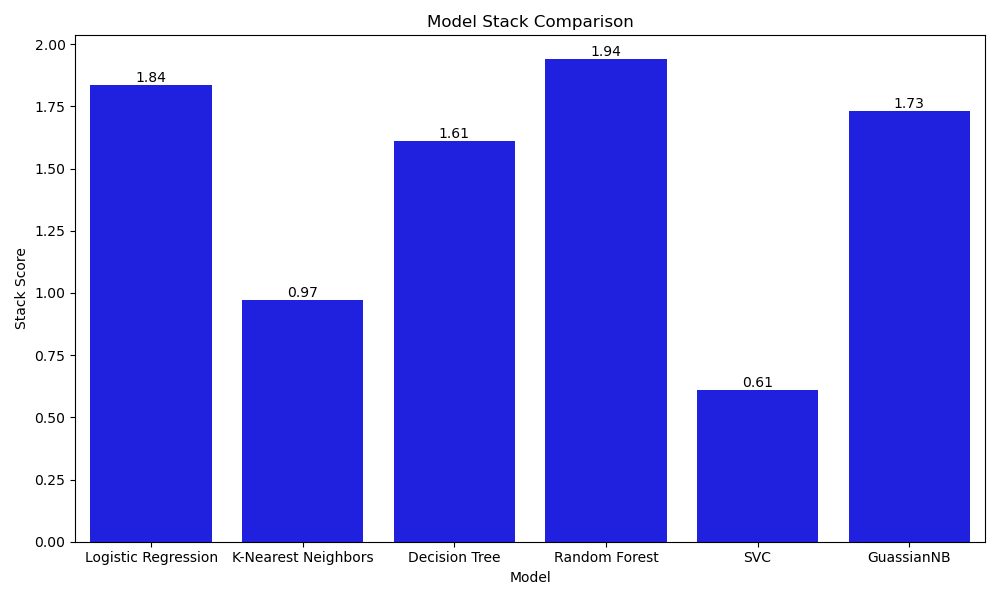 Model Stack Comparison
Stack Score
2.00
1.75
1.50
1.25
1.00
0.75
0.50
0.25
0.00
1.84
0.97
1.61
1.94
0.61
1.73
Logistic Regression
K-Nearest Neighbors
Decision Tree
Random Forest
SVC
GuassianNB
Model